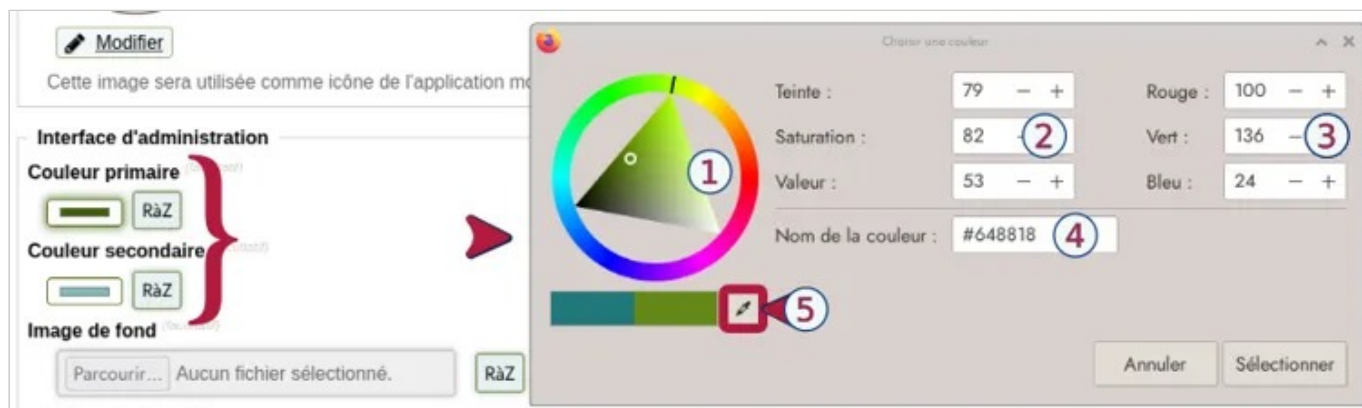 Modifier
Cette image sera utilisée comme icône de l'application
Interface d'administration
Couleur primaire
RàZ
Couleur secondaire
RàZ
Image de fond
Parcourir... Aucun fichier sélectionné.
RàZ
Choisir une couleur
Teinte : 79 − +
Rouge : 100 − +
Saturation : 82 - 2
Vert : 136 − 3
Valeur : 53 − +
Bleu : 24 − +
1
Nom de la couleur : #648818 4
5
Annuler
Sélectionner